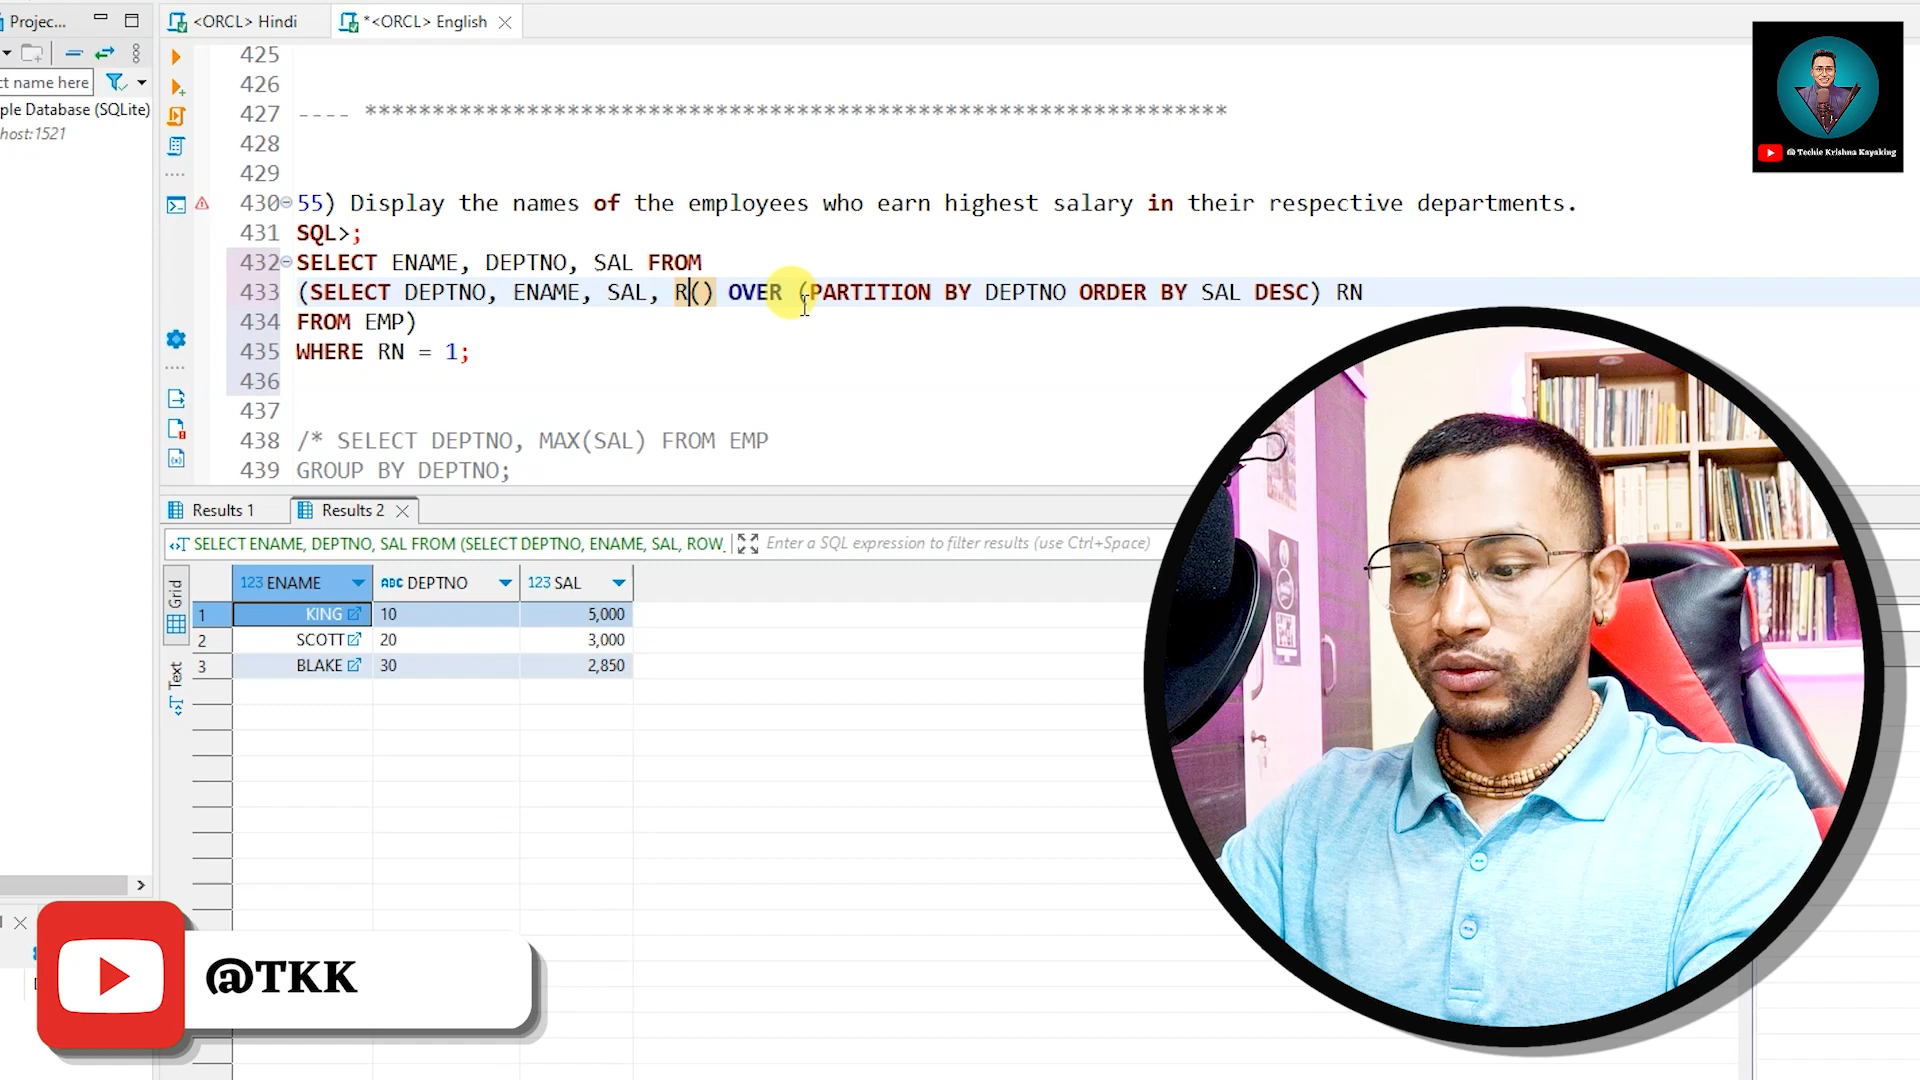 Projec...
<ORCL> Hindi
*<ORCL> English
ct name here
ple Database (SQLite)
host:1521
425
426
427 ---- ****************************************************************
428
429
430 55) Display the names of the employees who earn highest salary in their respective departments.
431 SQL>;
432 SELECT ENAME, DEPTNO, SAL FROM
433 (SELECT DEPTNO, ENAME, SAL, R() OVER (PARTITION BY DEPTNO ORDER BY SAL DESC) RN
434 FROM EMP)
435 WHERE RN = 1;
436
437
438 /* SELECT DEPTNO, MAX(SAL) FROM EMP
439 GROUP BY DEPTNO;
Results 1
Results 2
SELECT ENAME, DEPTNO, SAL FROM (SELECT DEPTNO, ENAME, SAL, ROW_
Enter a SQL expression to filter results (use Ctrl+Space)
Grid
Text
123 ENAME ABC DEPTNO 123 SAL
1 KING 10 5,000
2 SCOTT 20 3,000
3 BLAKE 30 2,850
@ Techie Krishna Kayaking
@TKK